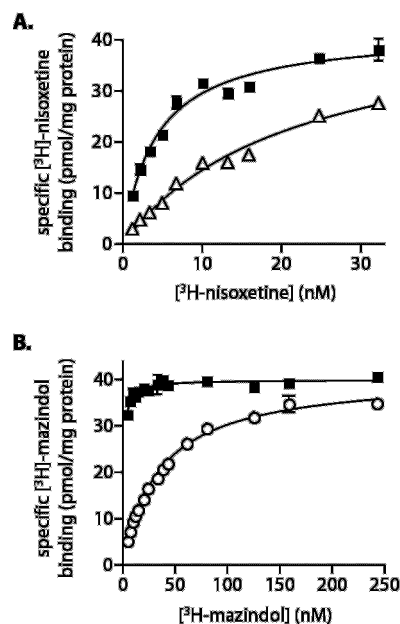 A.
specific [³H]-nisoxetine
binding (pmol/mg protein)
40
30
20
10
0
0 10 20 30
[³H-nisoxetine] (nM)
B.
specific [³H]-mazindol
binding (pmol/mg protein)
40
30
20
10
0
0 50 100 150 200 250
[³H-mazindol] (nM)